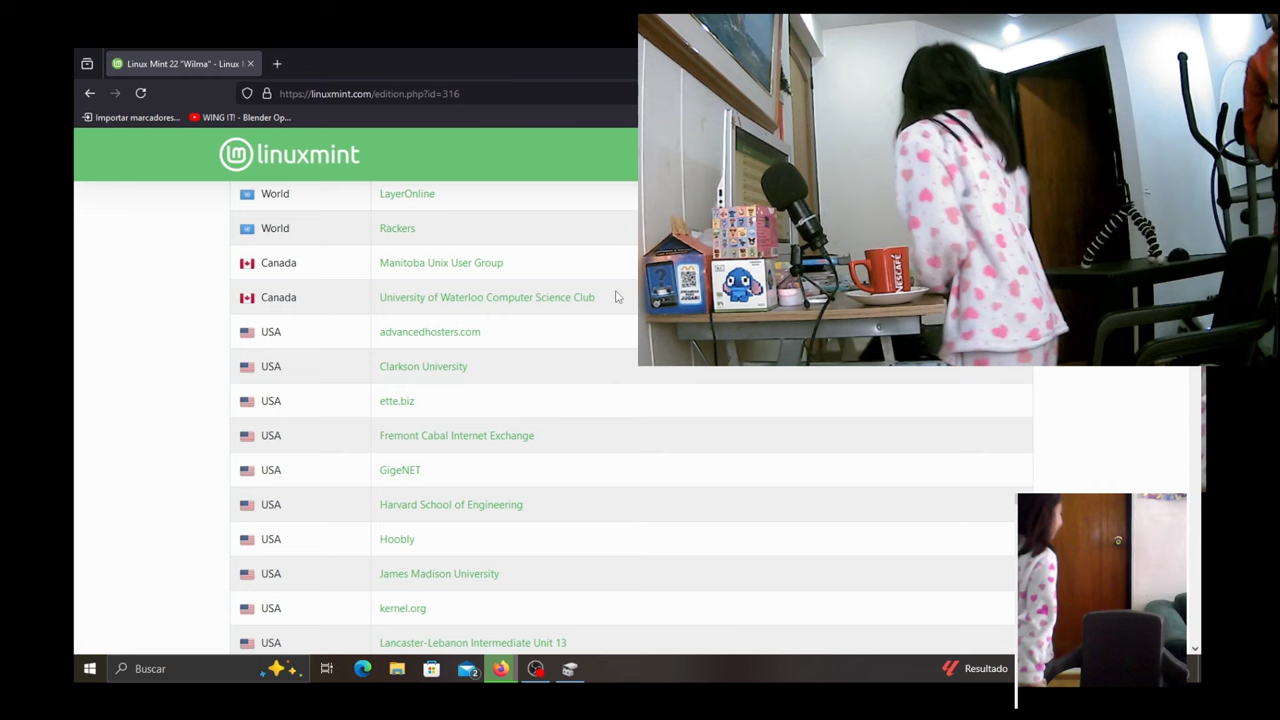 Linux Mint 22 "Wilma" - Linux
https://linuxmint.com/edition.php?id=316
Importar marcadores...
WING IT! - Blender Op...
linuxmint
World LayerOnline
World Rackers
Canada Manitoba Unix User Group
Canada University of Waterloo Computer Science Club
USA advancedhosters.com
USA Clarkson University
USA ette.biz
USA Fremont Cabal Internet Exchange
USA GigeNET
USA Harvard School of Engineering
USA Hoobly
USA James Madison University
USA kernel.org
USA Lancaster-Lebanon Intermediate Unit 13
Buscar
2
Resultado
NESCAFÉ